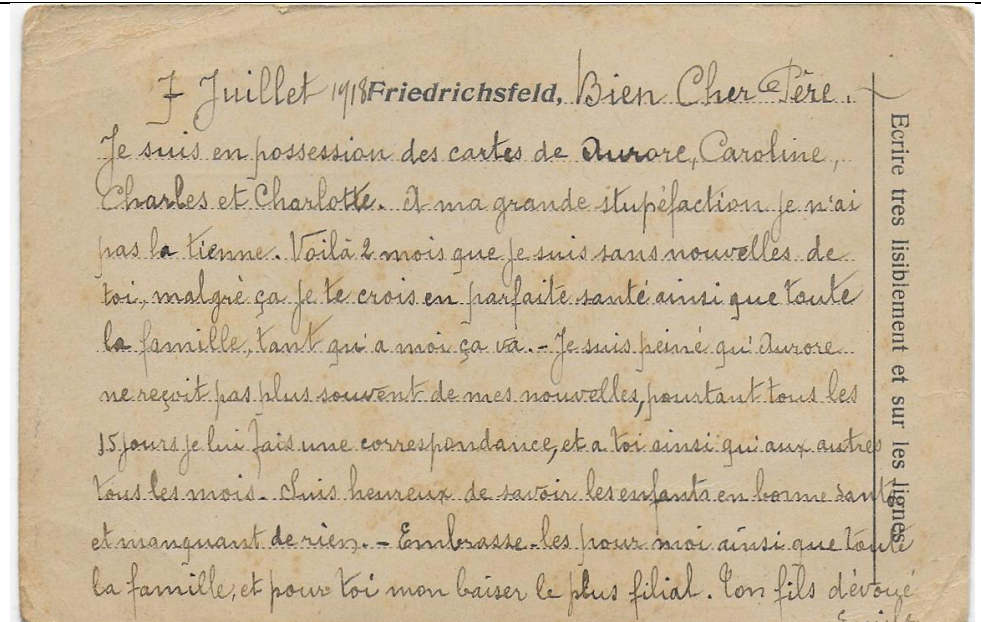 7 Juillet 1918 Friedrichsfeld, Bien Cher Père.
Je suis en possession des cartes de Aurore, Caroline,
Charles et Charlotte. A ma grande stupéfaction je n'ai
pas la tienne. Voilà 2 mois que je suis sans nouvelles de
toi, malgré ça je te crois en parfaite santé ainsi que toute
la famille, tant qu'a moi ça va. - Je suis peiné qu'Aurore
ne reçoit pas plus souvent de mes nouvelles, pourtant tous les
15 jours je lui fais une correspondance, et a toi ainsi qu'aux autres
tous les mois. Suis heureux de savoir les enfants en bonne santé
et manquant de rien. - Embrasse-les pour moi ainsi que toute
la famille, et pour toi mon baiser le plus filial. Ton fils dévoué
Ecrire très lisiblement et sur les lignes